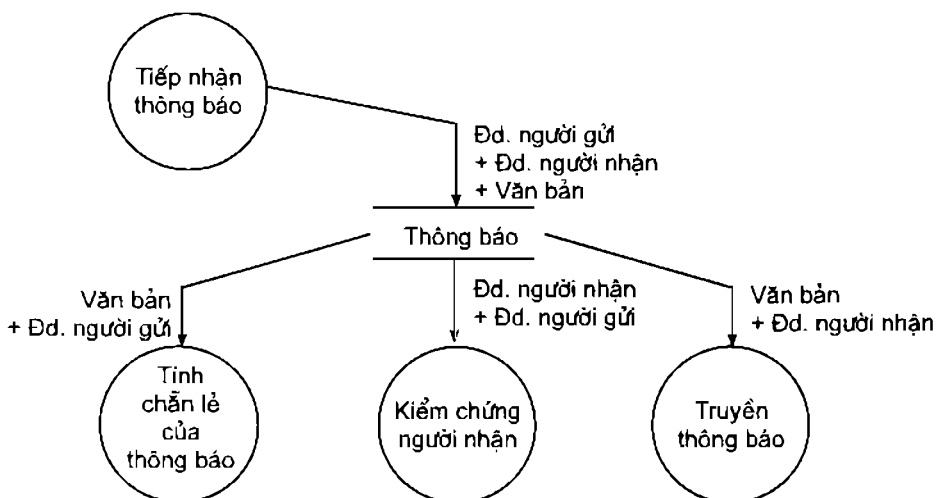 Tiếp nhận
thông báo
Đd. người gửi
+ Đd. người nhận
+ Văn bản
Thông báo
Văn bản
+ Đd. người gửi
Đd. người nhận
+ Đd. người gửi
Văn bản
+ Đd. người nhận
Tính
chẵn lẻ
của
thông báo
Kiểm chứng
người nhận
Truyền
thông báo